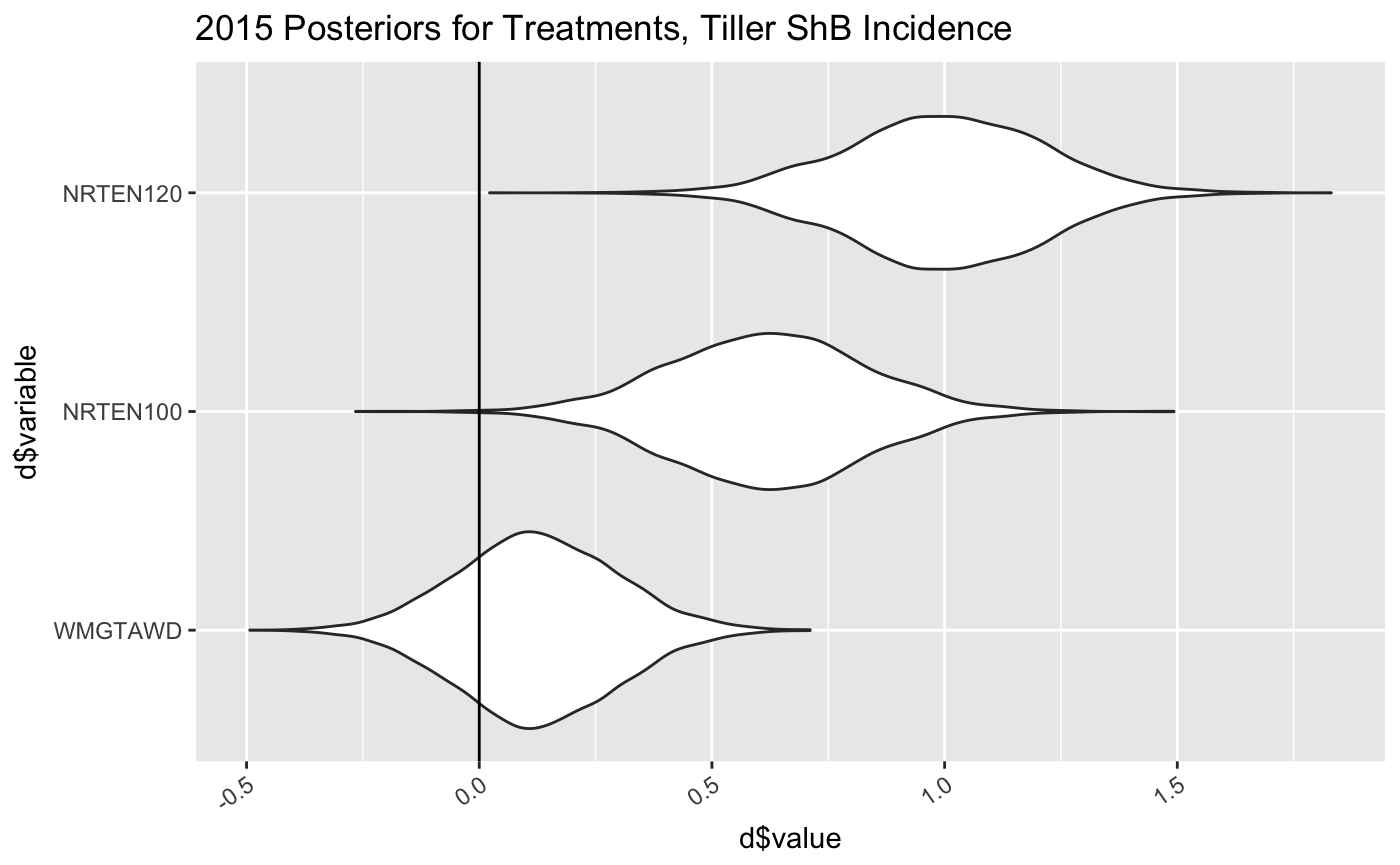 2015 Posteriors for Treatments, Tiller ShB Incidence
d$variable
NRTEN120
NRTEN100
WMGTAWD
-0.5
0.0
0.5
1.0
1.5
d$value